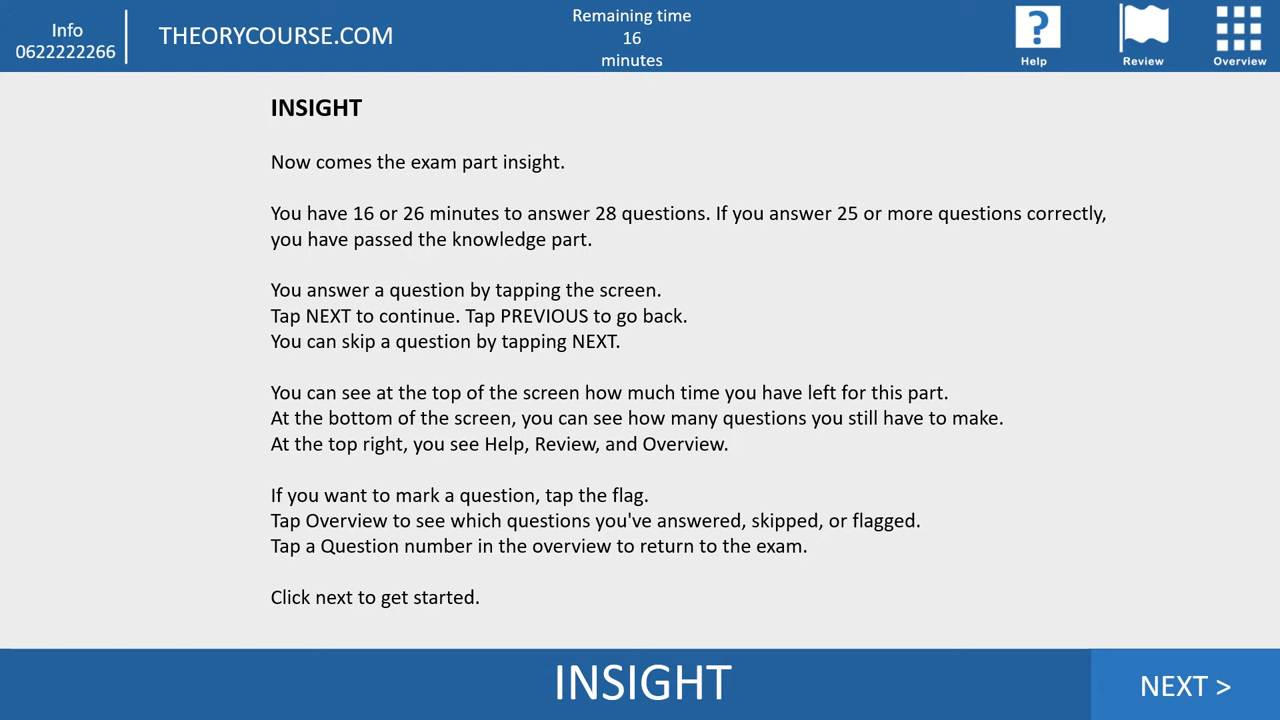 Info
0622222266
THEORYCOURSE.COM
Remaining time
16
minutes
?
Help
Review
Overview
INSIGHT
Now comes the exam part insight.
You have 16 or 26 minutes to answer 28 questions. If you answer 25 or more questions correctly,
you have passed the knowledge part.
You answer a question by tapping the screen.
Tap NEXT to continue. Tap PREVIOUS to go back.
You can skip a question by tapping NEXT.
You can see at the top of the screen how much time you have left for this part.
At the bottom of the screen, you can see how many questions you still have to make.
At the top right, you see Help, Review, and Overview.
If you want to mark a question, tap the flag.
Tap Overview to see which questions you've answered, skipped, or flagged.
Tap a Question number in the overview to return to the exam.
Click next to get started.
INSIGHT
NEXT >